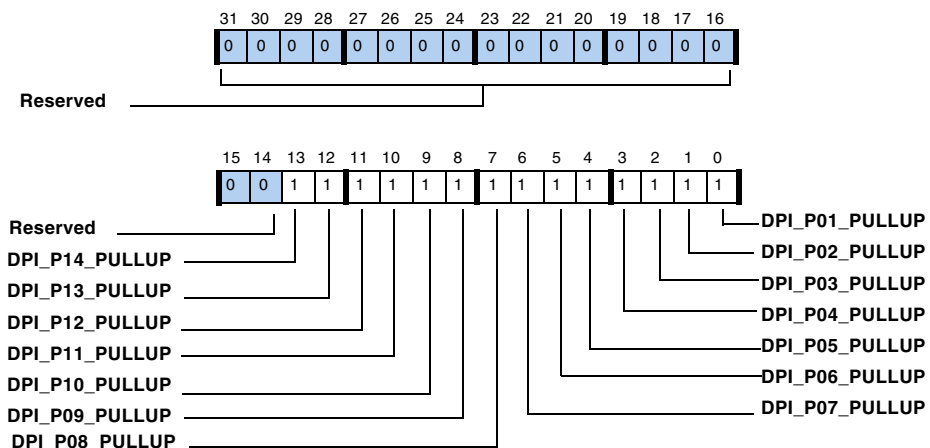 31 30 29 28 27 26 25 24 23 22 21 20 19 18 17 16
0 0 0 0 0 0 0 0 0 0 0 0 0 0 0 0
Reserved
15 14 13 12 11 10 9 8 7 6 5 4 3 2 1 0
0 0 1 1 1 1 1 1 1 1 1 1 1 1 1 1
Reserved
DPI_P14_PULLUP
DPI_P13_PULLUP
DPI_P12_PULLUP
DPI_P11_PULLUP
DPI_P10_PULLUP
DPI_P09_PULLUP
DPI_P08_PULLUP
DPI_P01_PULLUP
DPI_P02_PULLUP
DPI_P03_PULLUP
DPI_P04_PULLUP
DPI_P05_PULLUP
DPI_P06_PULLUP
DPI_P07_PULLUP